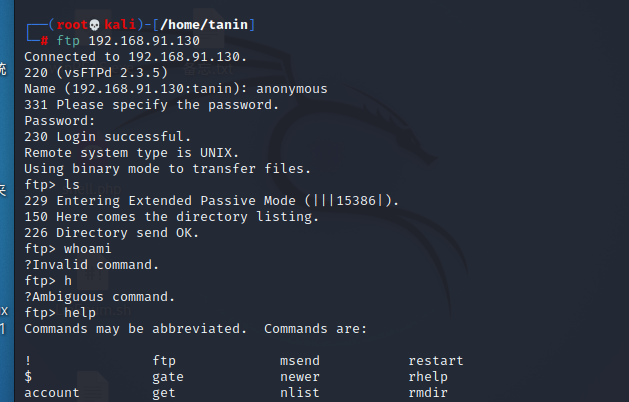 ┌──(root💀kali)-[/home/tanin]
└─# ftp 192.168.91.130
Connected to 192.168.91.130.
220 (vsFTPd 2.3.5)
Name (192.168.91.130:tanin): anonymous
331 Please specify the password.
Password:
230 Login successful.
Remote system type is UNIX.
Using binary mode to transfer files.
ftp> ls
229 Entering Extended Passive Mode (|||15386|).
150 Here comes the directory listing.
226 Directory send OK.
ftp> whoami
?Invalid command.
ftp> h
?Ambiguous command.
ftp> help
Commands may be abbreviated.  Commands are:

!               ftp             msend           restart
$               gate            newer           rhelp
account         get             nlist           rmdir